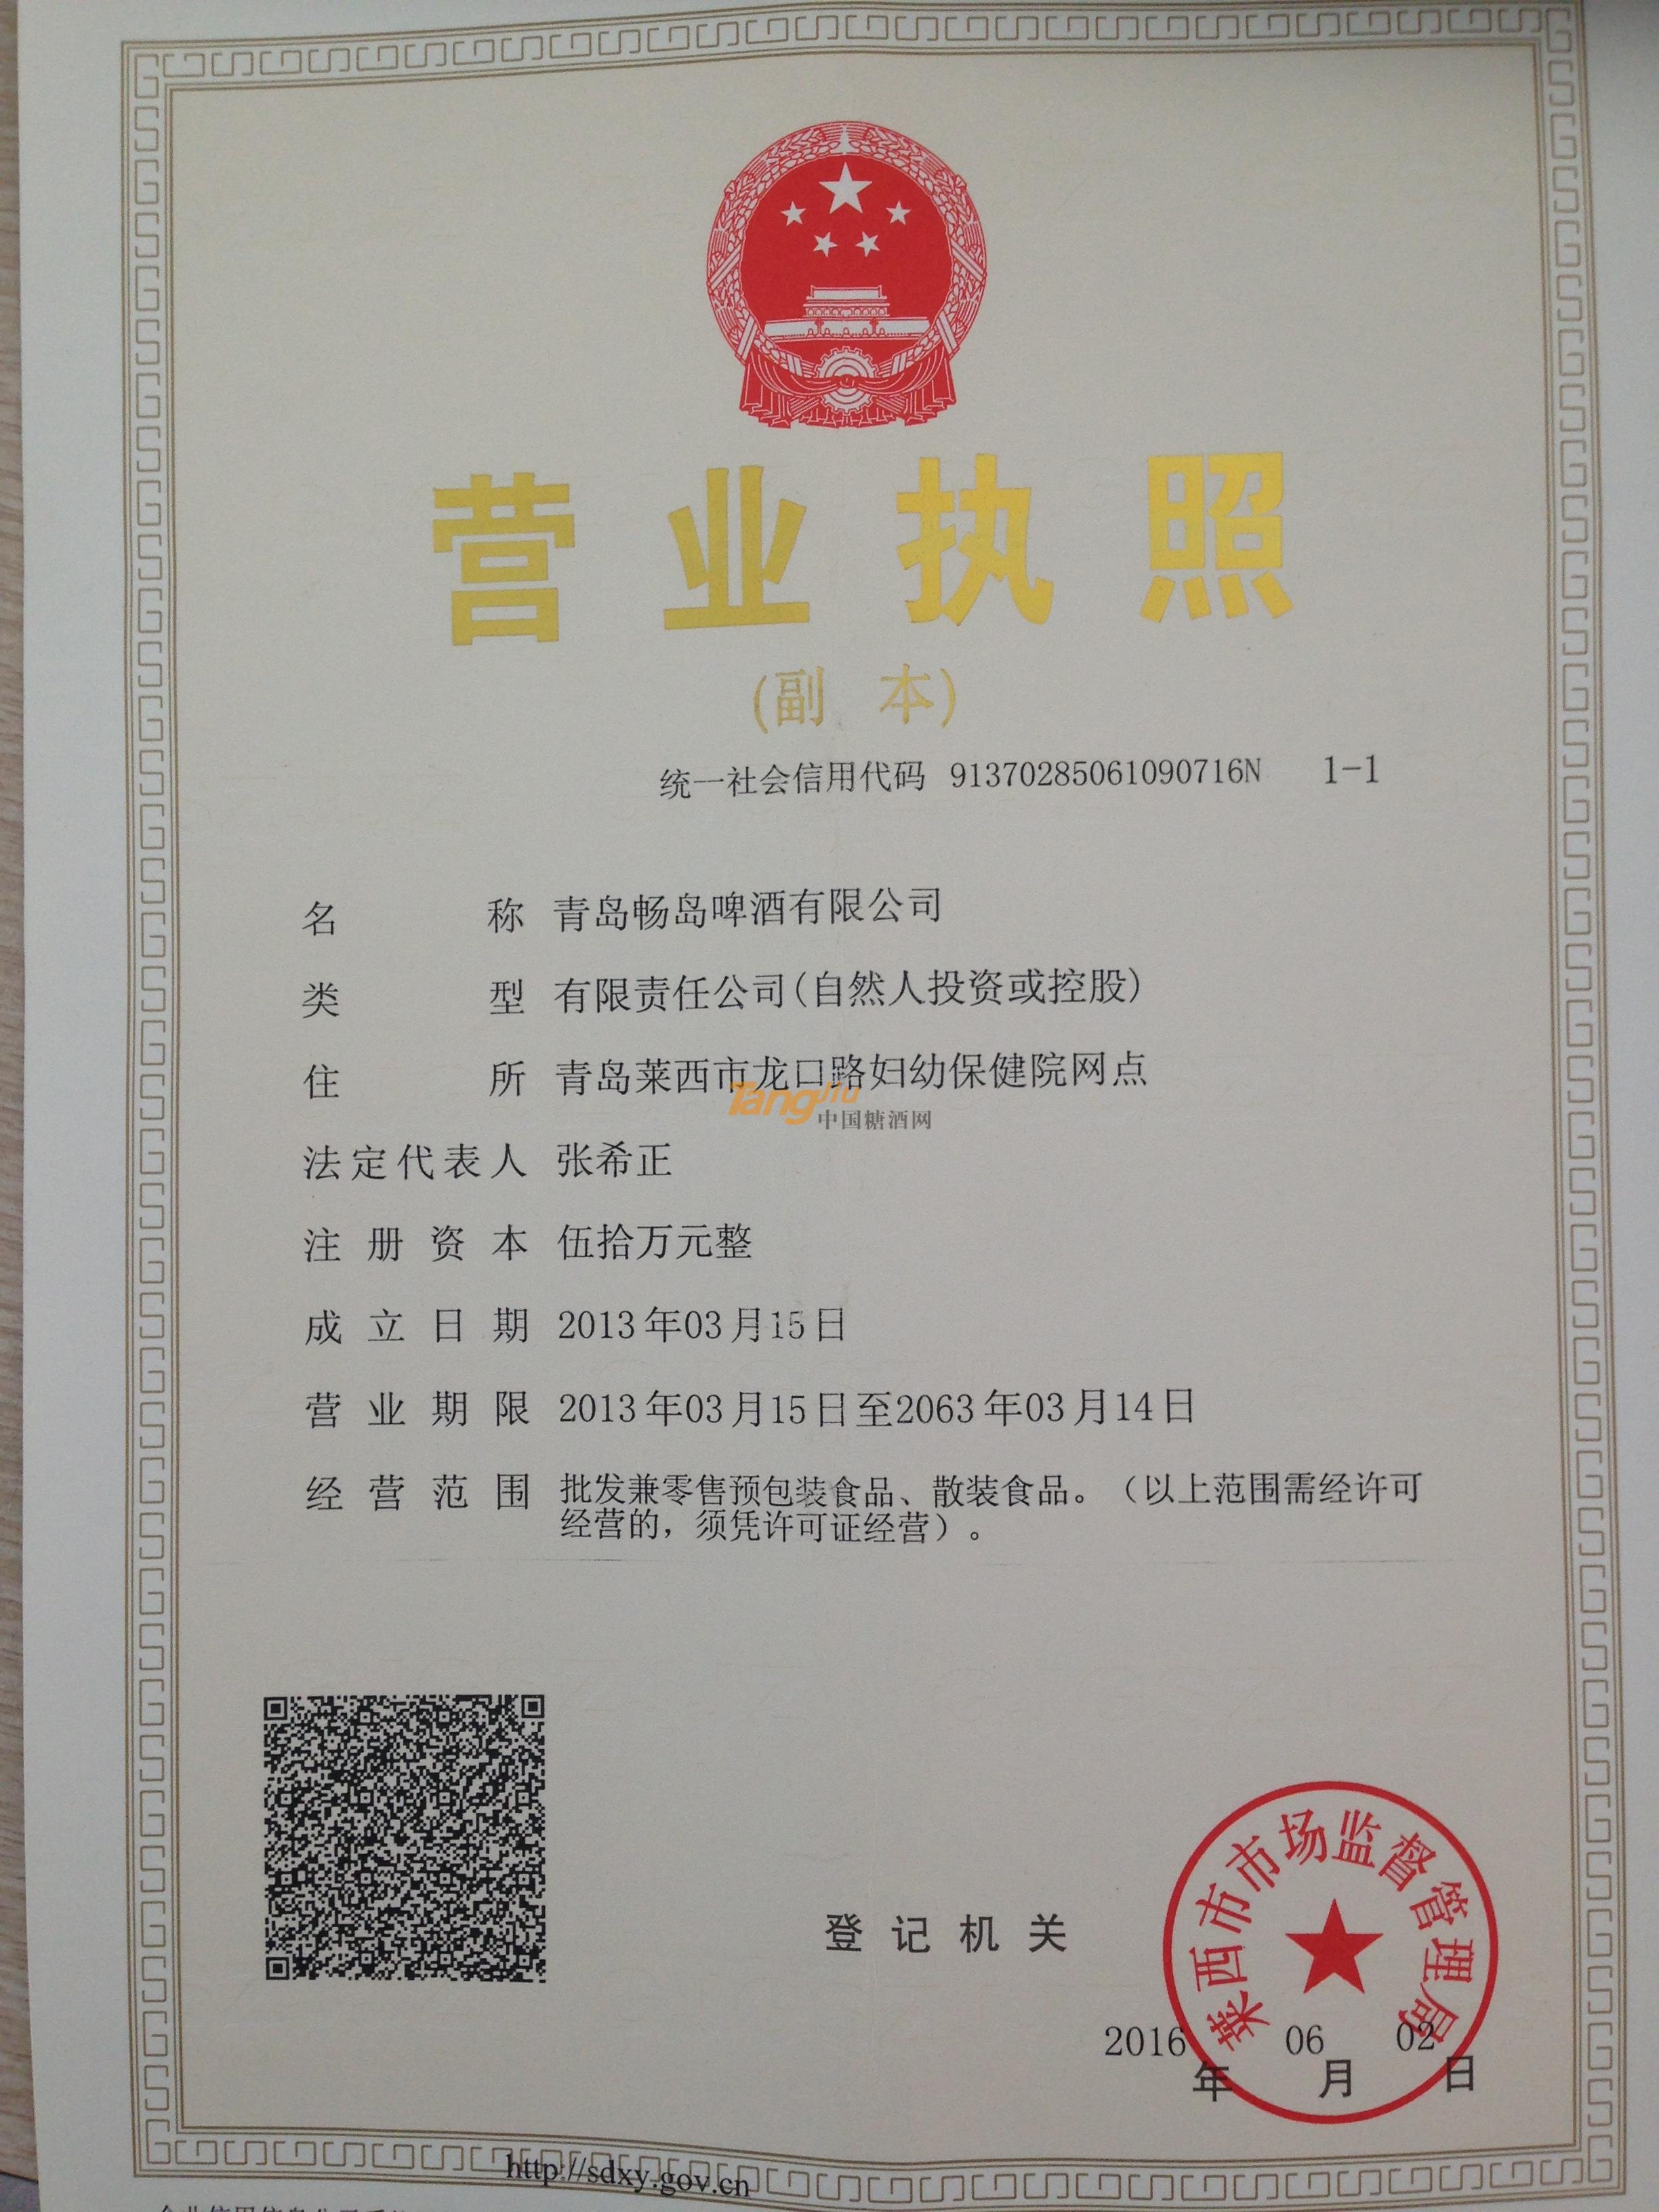 营业执照
(副 本)
统一社会信用代码 91370285061090716N 1-1
名 称 青岛畅岛啤酒有限公司
类 型 有限责任公司(自然人投资或控股)
住 所 青岛莱西市龙口路妇幼保健院网点
TangJiu
中国糖酒网
法定代表人 张希正
注 册 资 本 伍拾万元整
成 立 日 期 2013年03月15日
营 业 期 限 2013年03月15日至2063年03月14日
经 营 范 围 批发兼零售预包装食品、散装食品。（以上范围需经许可
经营的，须凭许可证经营）。
莱西市市场监督管理局
登 记 机 关
2016 年 06 月 02 日
http://sdxy.gov.cn